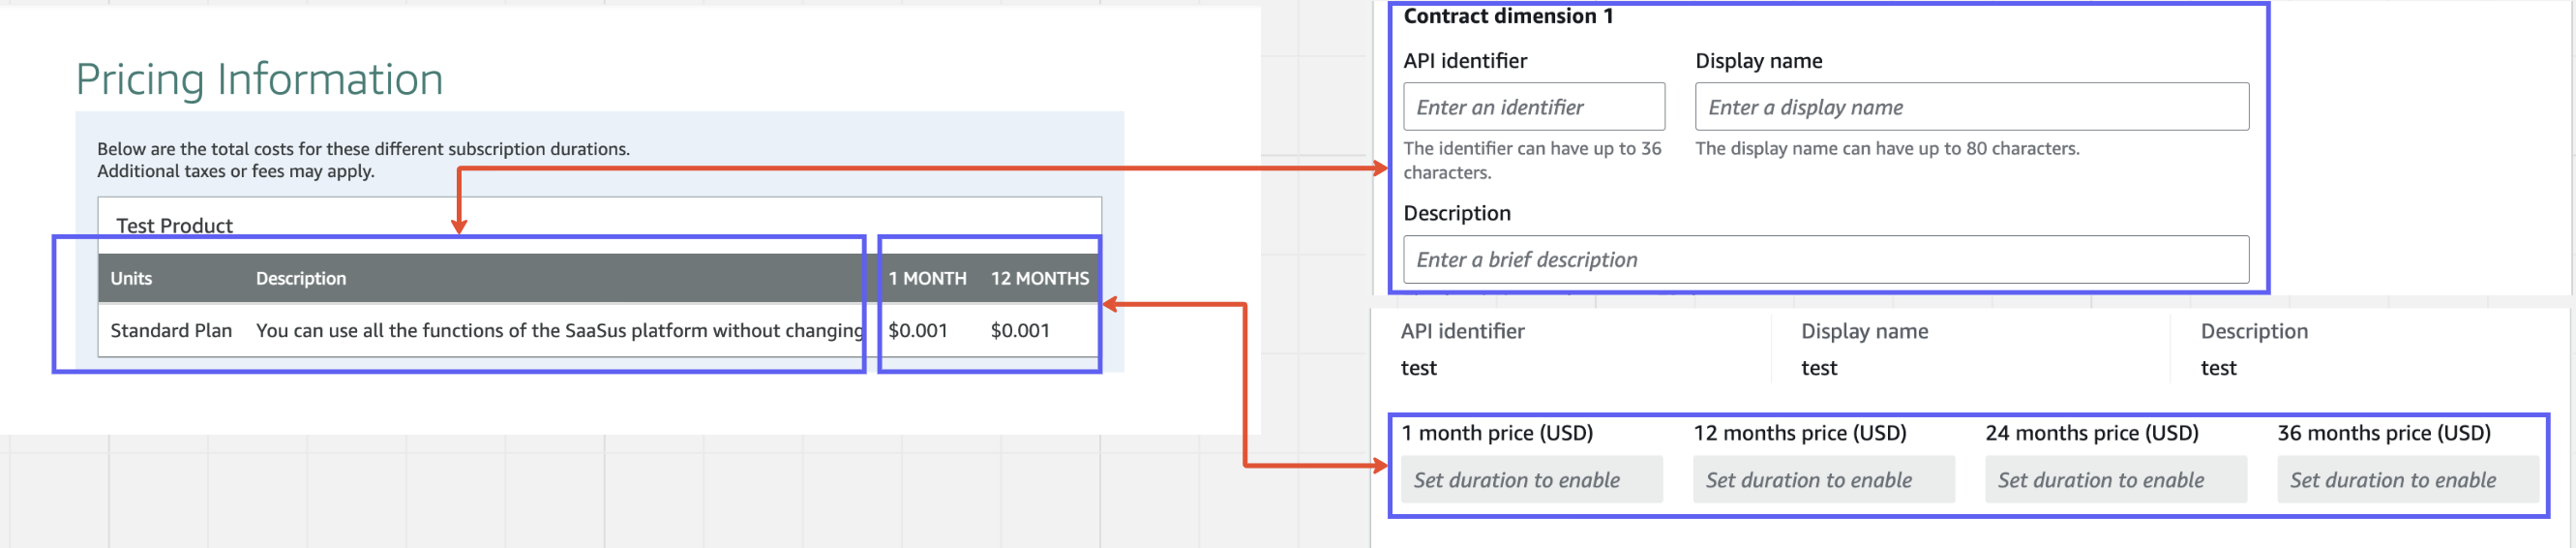 Pricing Information
Below are the total costs for these different subscription durations.
Additional taxes or fees may apply.
Test Product
Units Description 1 MONTH 12 MONTHS
Standard Plan You can use all the functions of the SaaSus platform without changing $0.001 $0.001
Contract dimension 1
API identifier Display name
Enter an identifier Enter a display name
The identifier can have up to 36 The display name can have up to 80 characters.
characters.
Description
Enter a brief description
API identifier Display name Description
test test test
1 month price (USD) 12 months price (USD) 24 months price (USD) 36 months price (USD)
Set duration to enable Set duration to enable Set duration to enable Set duration to enable